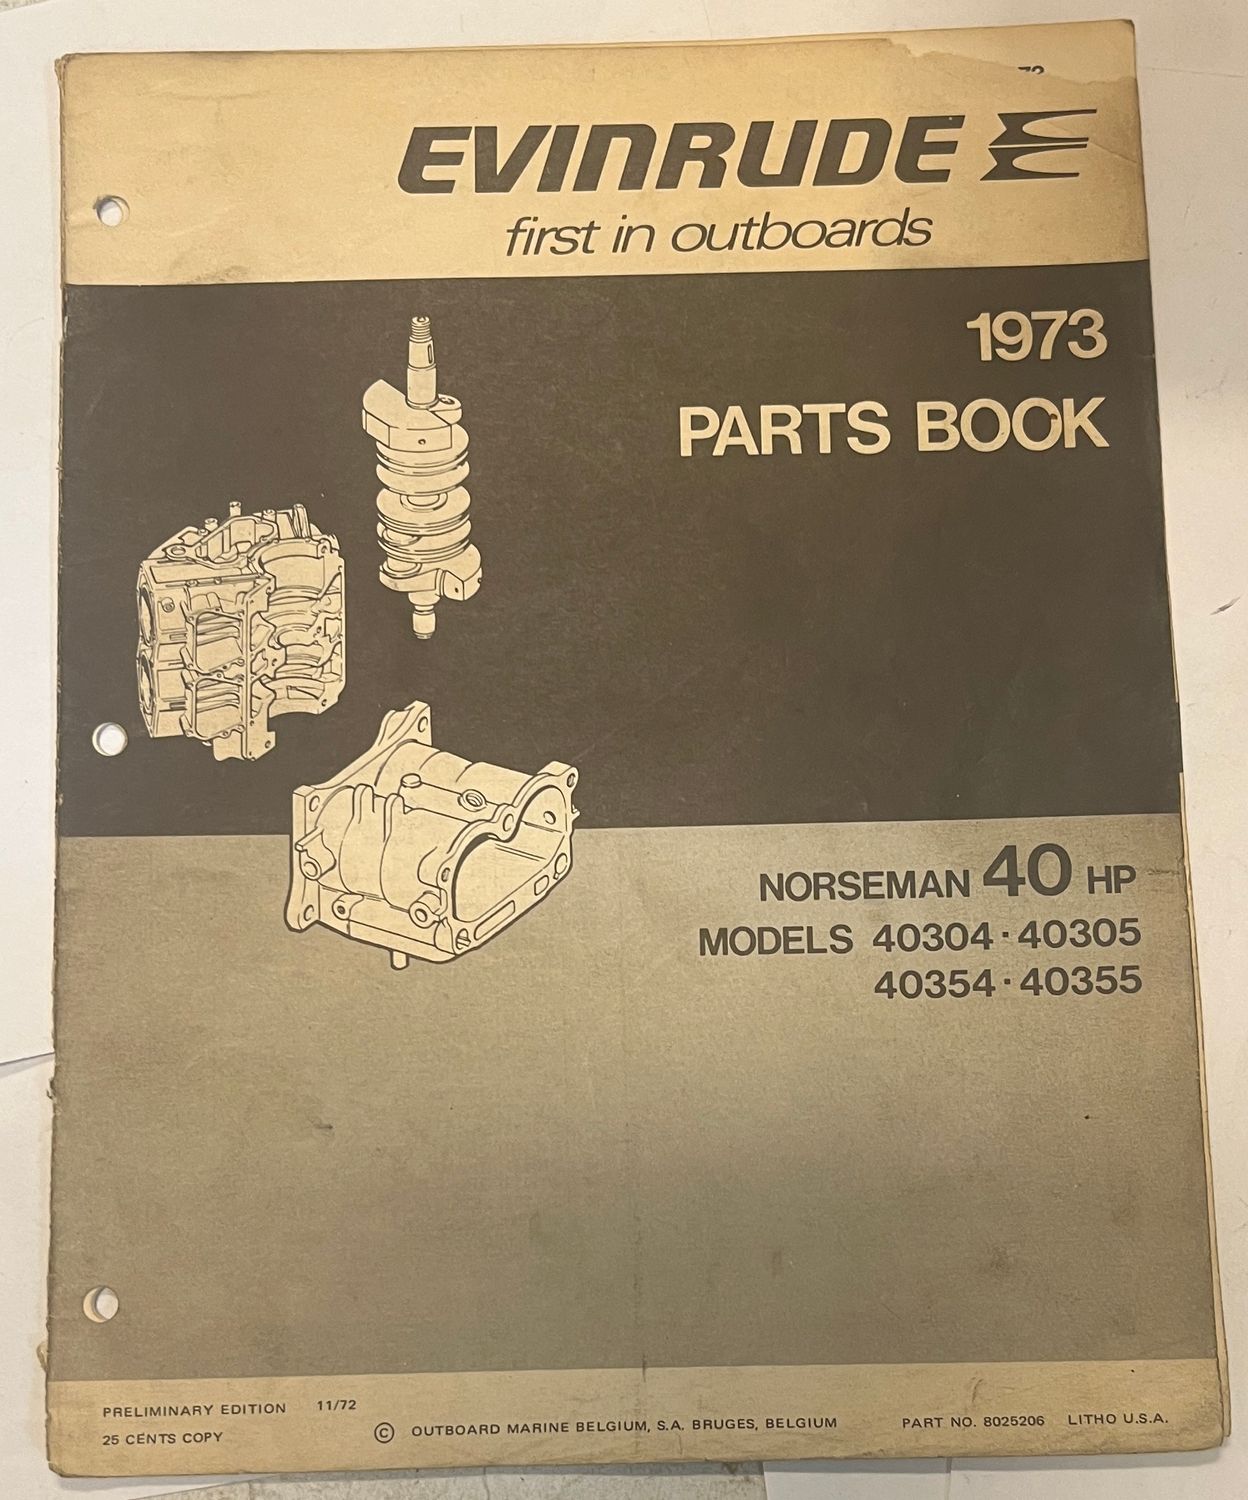 EVINRUDE
first in outboards
1973
PARTS BOOK
NORSEMAN 40 HP
MODELS 40304 · 40305
40354 · 40355
PRELIMINARY EDITION 11/72
25 CENTS COPY
© OUTBOARD MARINE BELGIUM, S.A. BRUGES, BELGIUM
PART NO. 8025206 LITHO U.S.A.